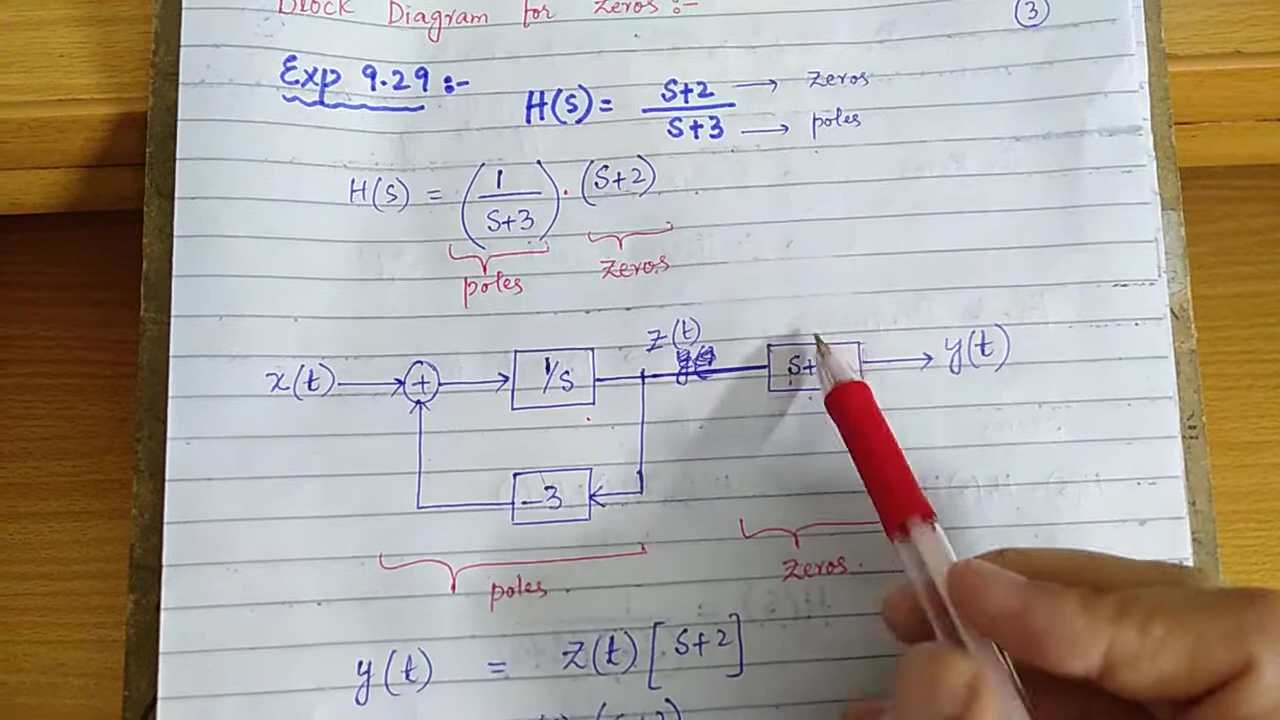 Block Diagram for Zeros:-
(3)
Exp 9.29:-
H(s) = (s+2)/(s+3)
→ zeros
→ poles
H(s) = (1/(s+3)) · (s+2)
poles
zeros
z(t)
x(t) → + → 1/s
s+
→ y(t)
-3
poles
zeros
y(t) = z(t) [s+2]
(s+2)